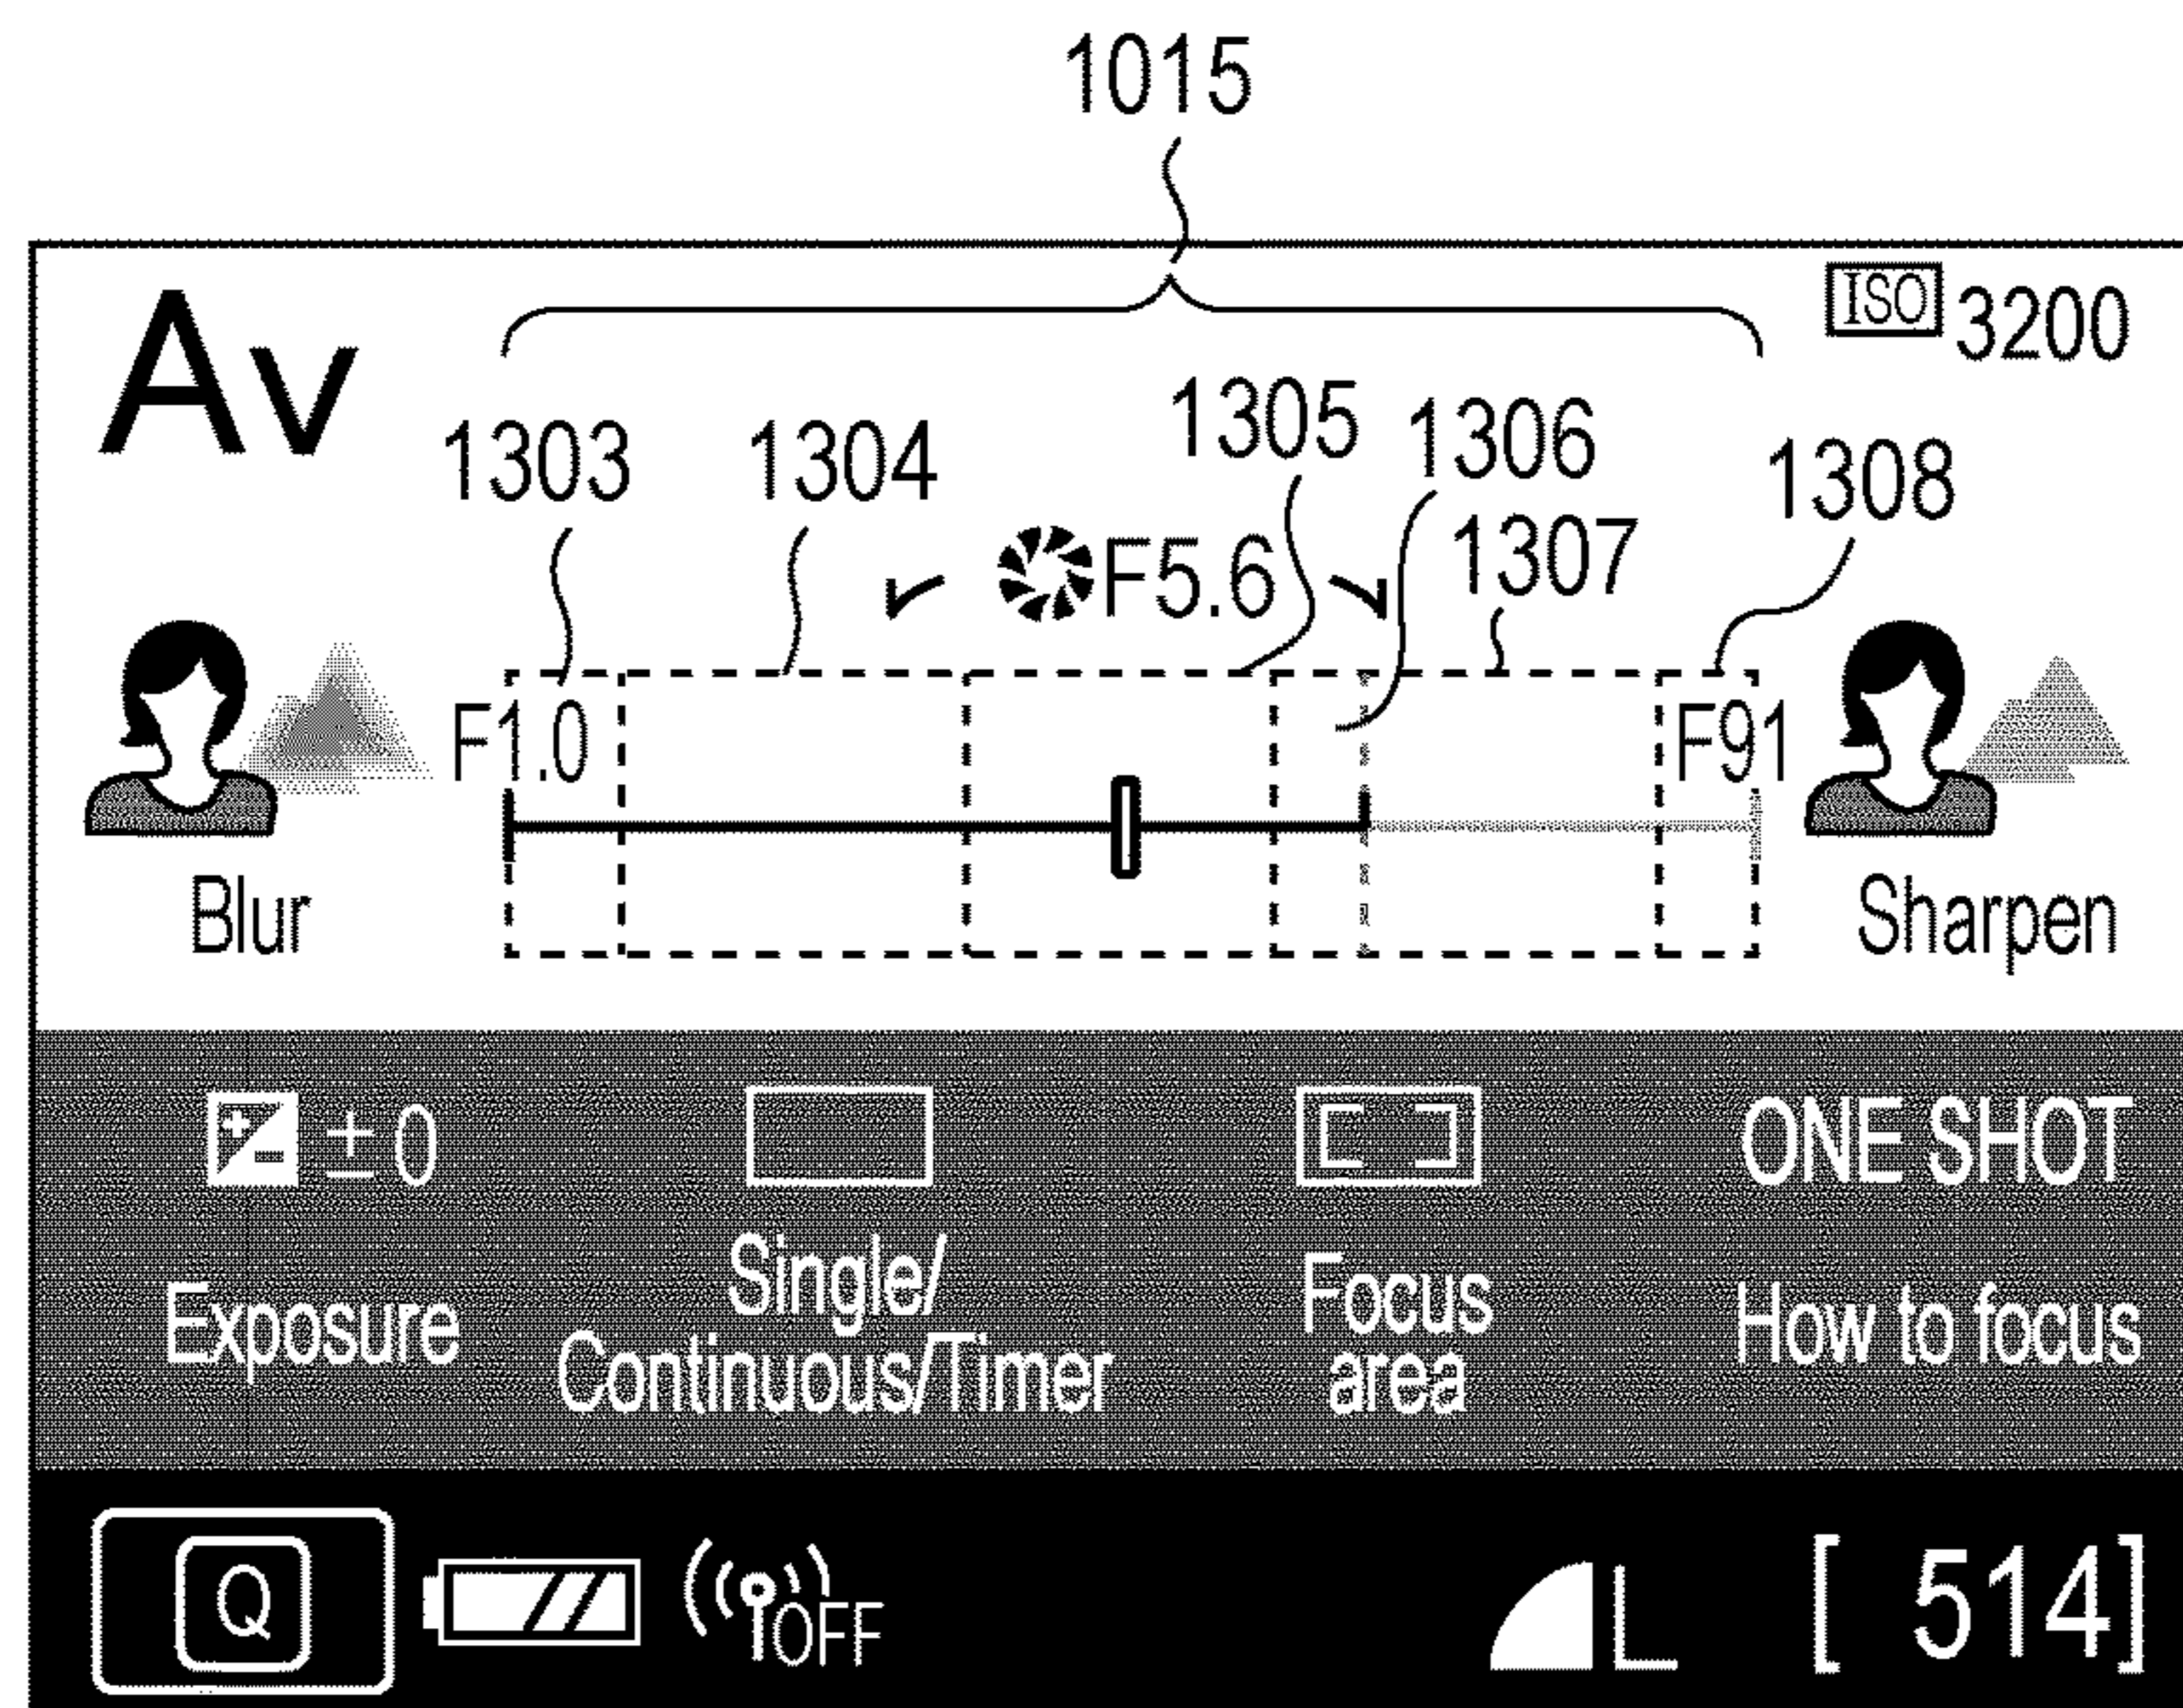 1015
Av
ISO 3200
1303 1304 1305 1306 1308
F5.6 1307
F1.0 F91
Blur Sharpen
±0 ONE SHOT
Exposure Single/ Focus How to focus
Continuous/Timer area
Q OFF L [ 514]